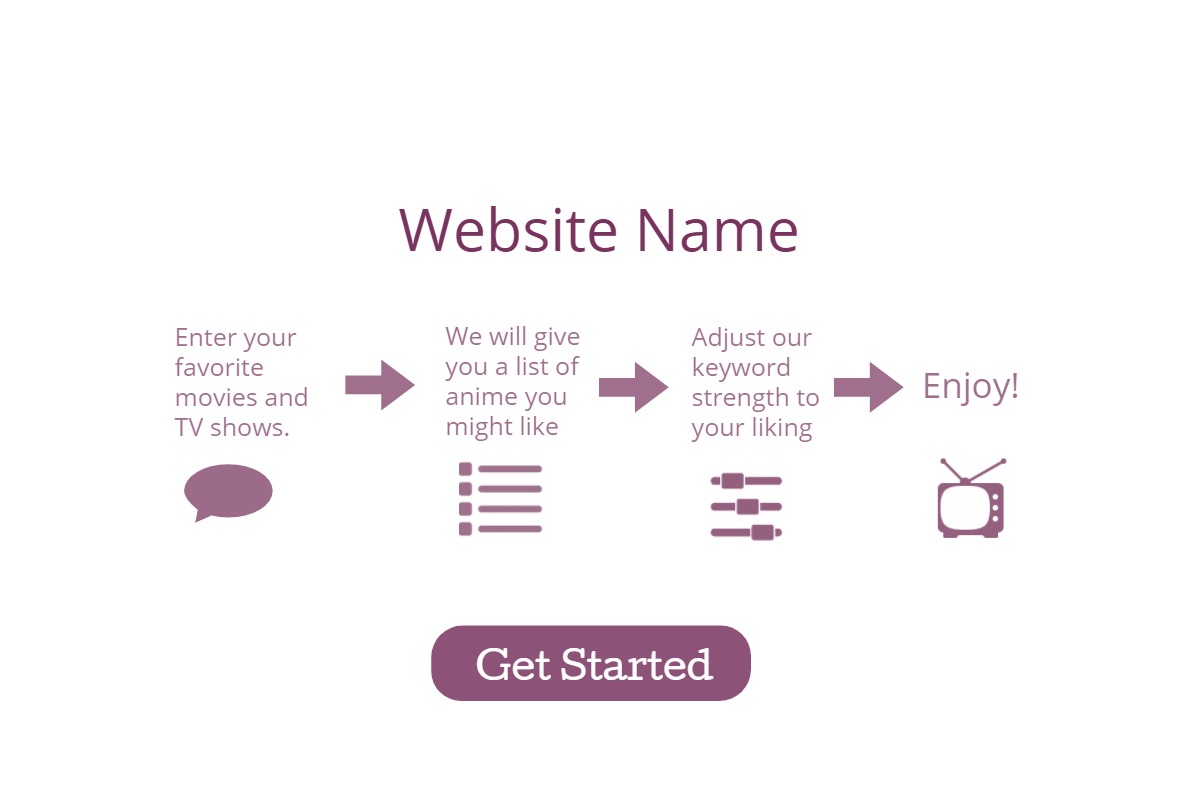 Website Name
Enter your
favorite
movies and
TV shows.
We will give
you a list of
anime you
might like
Adjust our
keyword
strength to
your liking
Enjoy!
Get Started